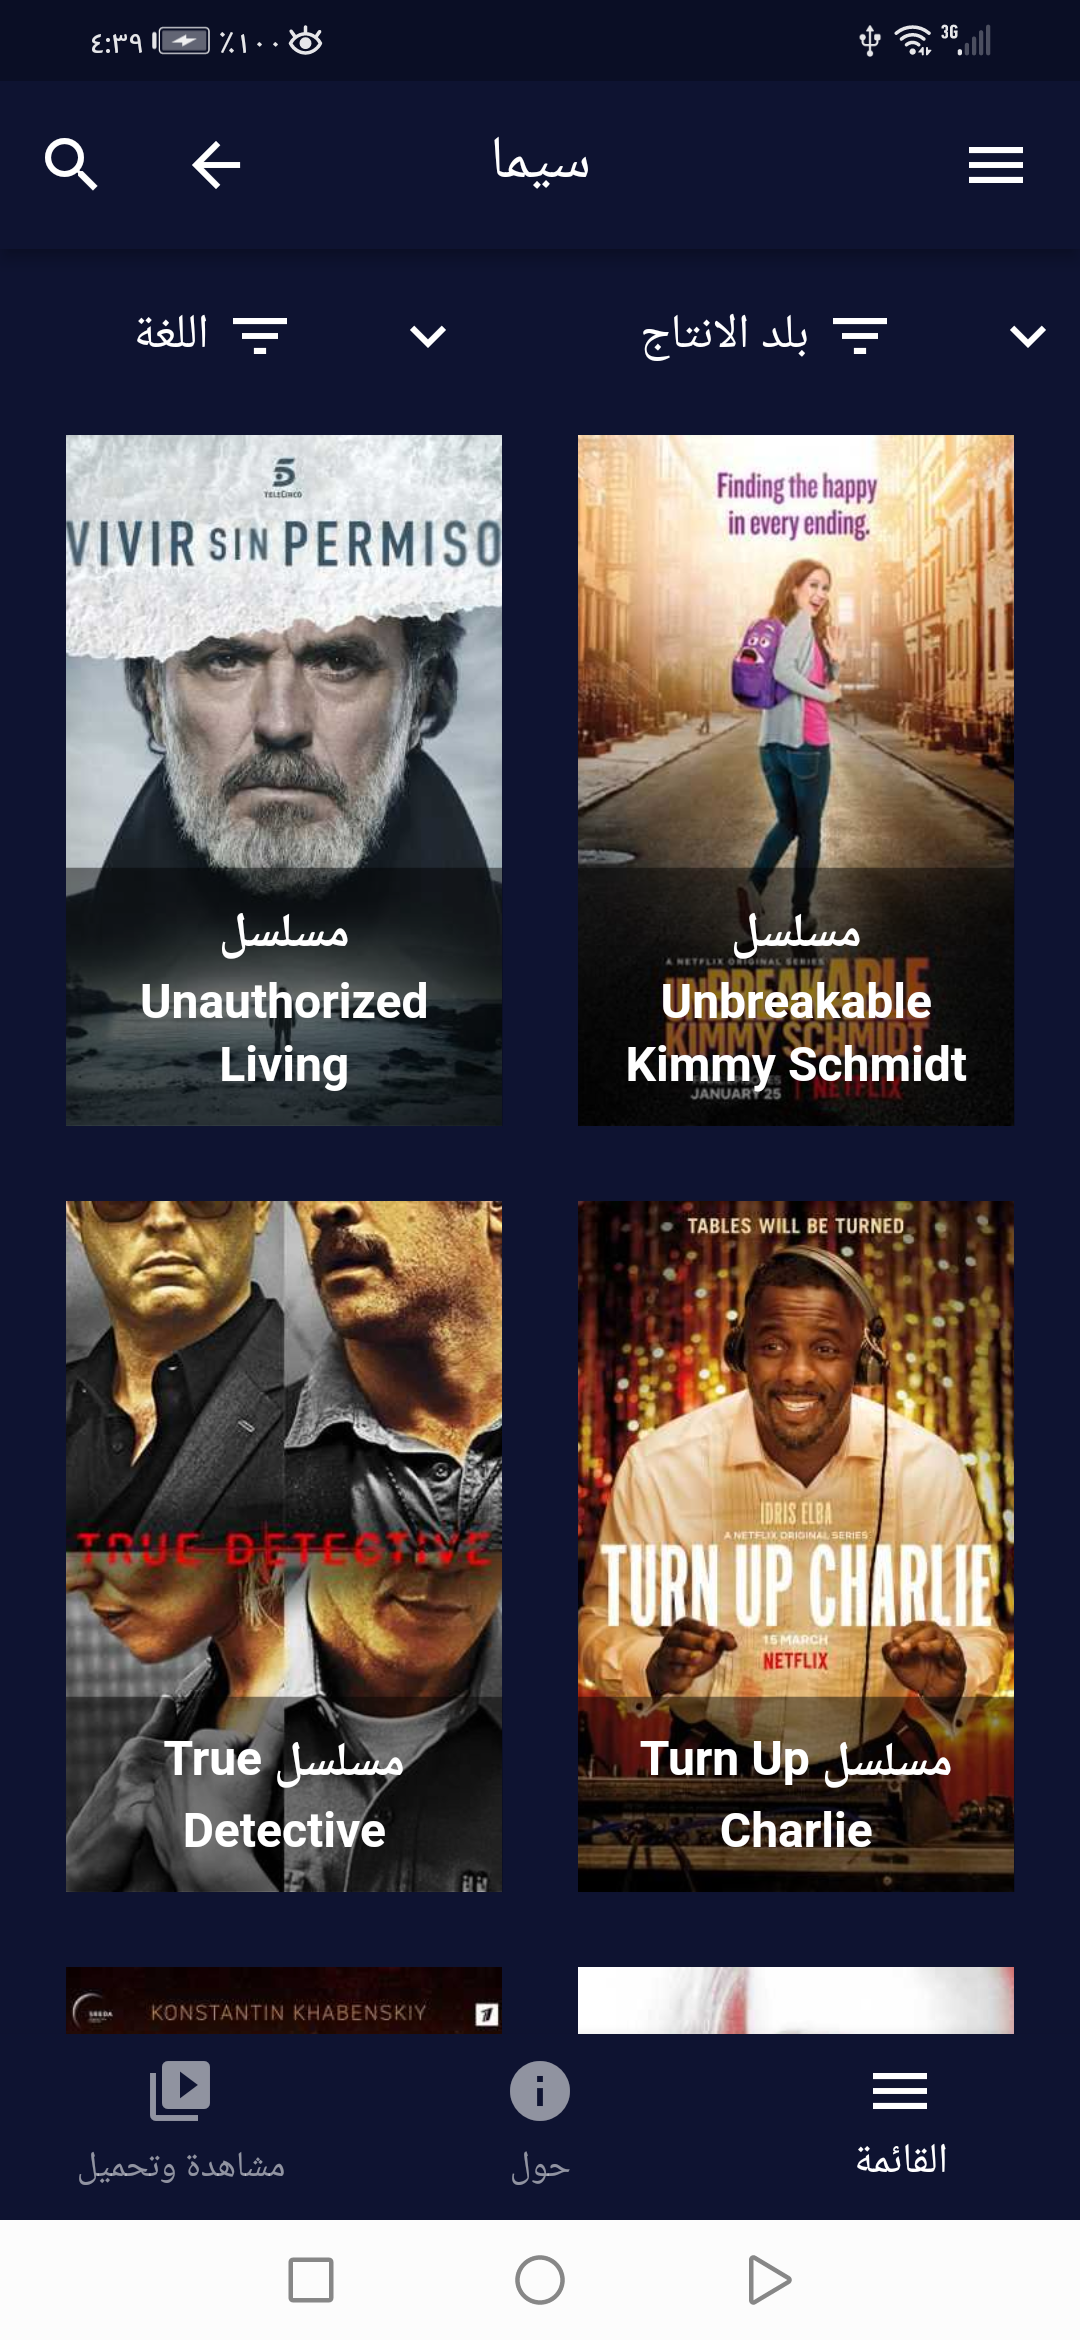 ٤:٣٩ ٪١٠٠ 3G
سيما
بلد الانتاج
اللغة
5
TELECINCO
VIVIR SIN PERMISO
مسلسل
Unauthorized
Living
Finding the happy
in every ending.
A NETFLIX ORIGINAL SERIES
UNBREAKABLE
KIMMY SCHMIDT
JANUARY 25 | NETFLIX
مسلسل
Unbreakable
Kimmy Schmidt
TRUE DETECTIVE
مسلسل True
Detective
TABLES WILL BE TURNED
IDRIS ELBA
A NETFLIX ORIGINAL SERIES
TURN UP CHARLIE
15 MARCH
NETFLIX
مسلسل Turn Up
Charlie
SREDA
KONSTANTIN KHABENSKIY
1
القائمة
حول
مشاهدة وتحميل